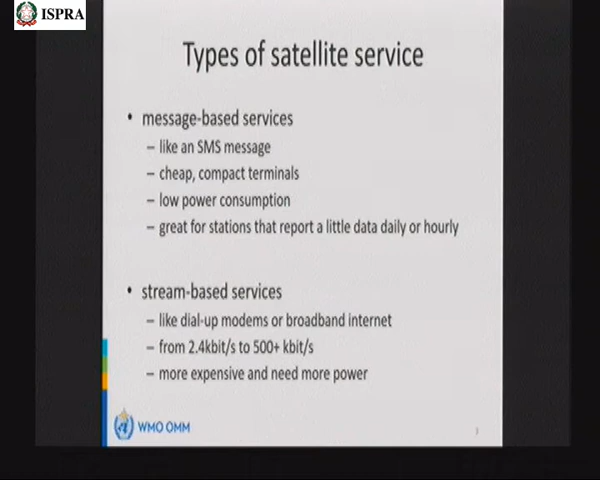 ISPRA
Types of satellite service
• message-based services
– like an SMS message
– cheap, compact terminals
– low power consumption
– great for stations that report a little data daily or hourly
• stream-based services
– like dial-up modems or broadband internet
– from 2.4kbit/s to 500+ kbit/s
– more expensive and need more power
WMO OMM